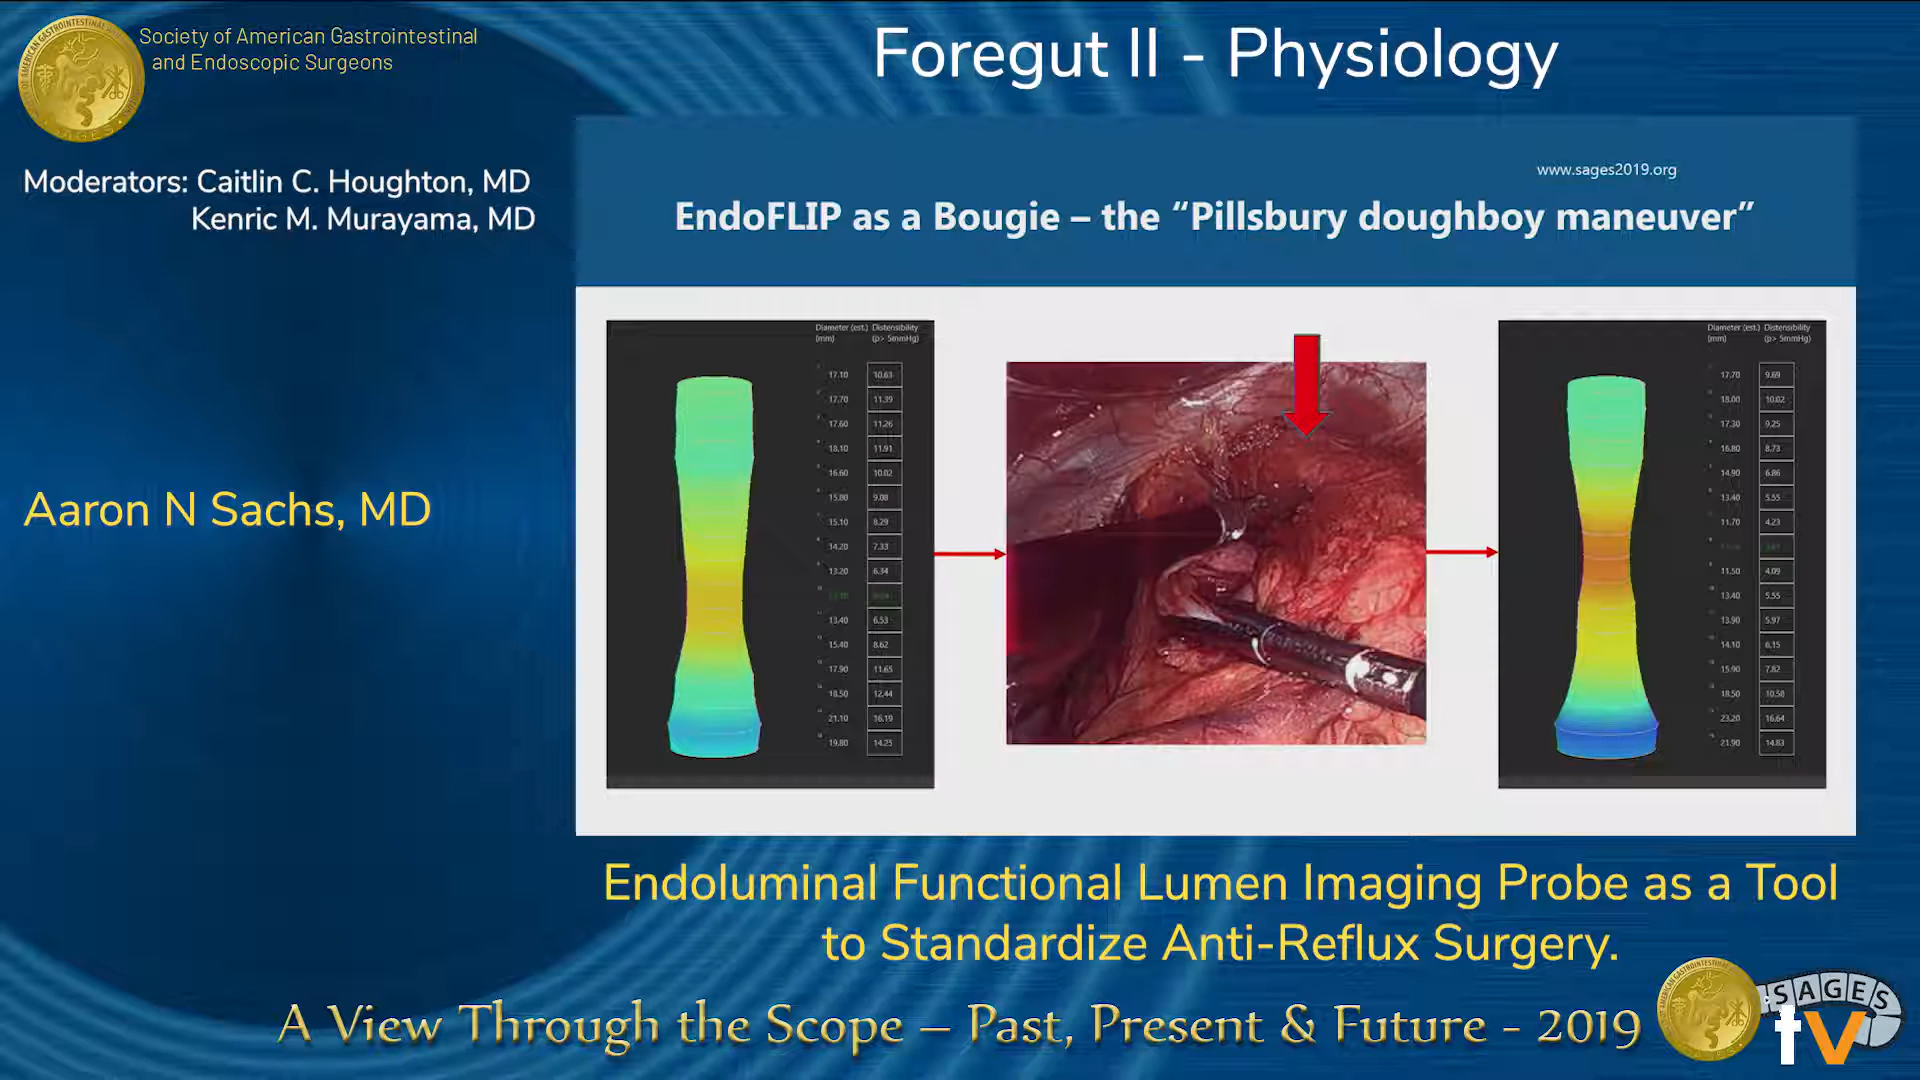 Society of American Gastrointestinal
and Endoscopic Surgeons
Foregut II - Physiology
Moderators: Caitlin C. Houghton, MD
Kenric M. Murayama, MD
www.sages2019.org
EndoFLIP as a Bougie – the “Pillsbury doughboy maneuver”
Aaron N Sachs, MD
Diameter (est.) Distensibility
(mm) (p> 5mmHg)
17.10 10.63
17.70 11.39
17.60 11.26
18.10 11.91
16.60 10.02
15.80 9.08
15.10 8.29
14.20 7.33
13.20 6.34
13.40 6.53
15.40 8.62
17.90 11.65
18.50 12.44
21.10 16.19
19.80 14.25
Diameter (est.) Distensibility
(mm) (p> 5mmHg)
17.70 9.69
18.00 10.02
17.30 9.25
16.80 8.73
14.90 6.86
13.40 5.55
11.70 4.23
11.50 4.09
13.40 5.55
13.90 5.97
14.10 6.15
15.90 7.82
18.50 10.58
23.20 16.64
21.90 14.83
Endoluminal Functional Lumen Imaging Probe as a Tool
to Standardize Anti-Reflux Surgery.
A View Through the Scope – Past, Present & Future - 2019
SAGES
tv